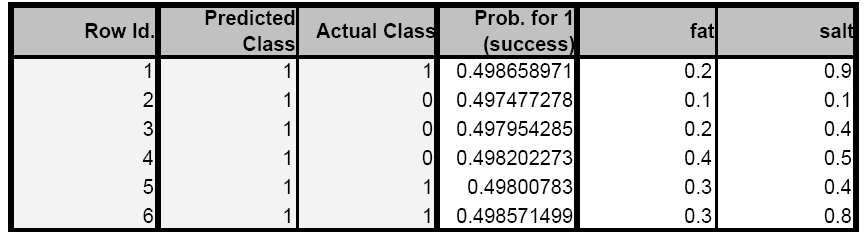 Row Id. Predicted Class Actual Class Prob. for 1 (success) fat salt
1 1 1 0.498658971 0.2 0.9
2 1 0 0.497477278 0.1 0.1
3 1 0 0.497954285 0.2 0.4
4 1 0 0.498202273 0.4 0.5
5 1 1 0.49800783 0.3 0.4
6 1 1 0.498571499 0.3 0.8